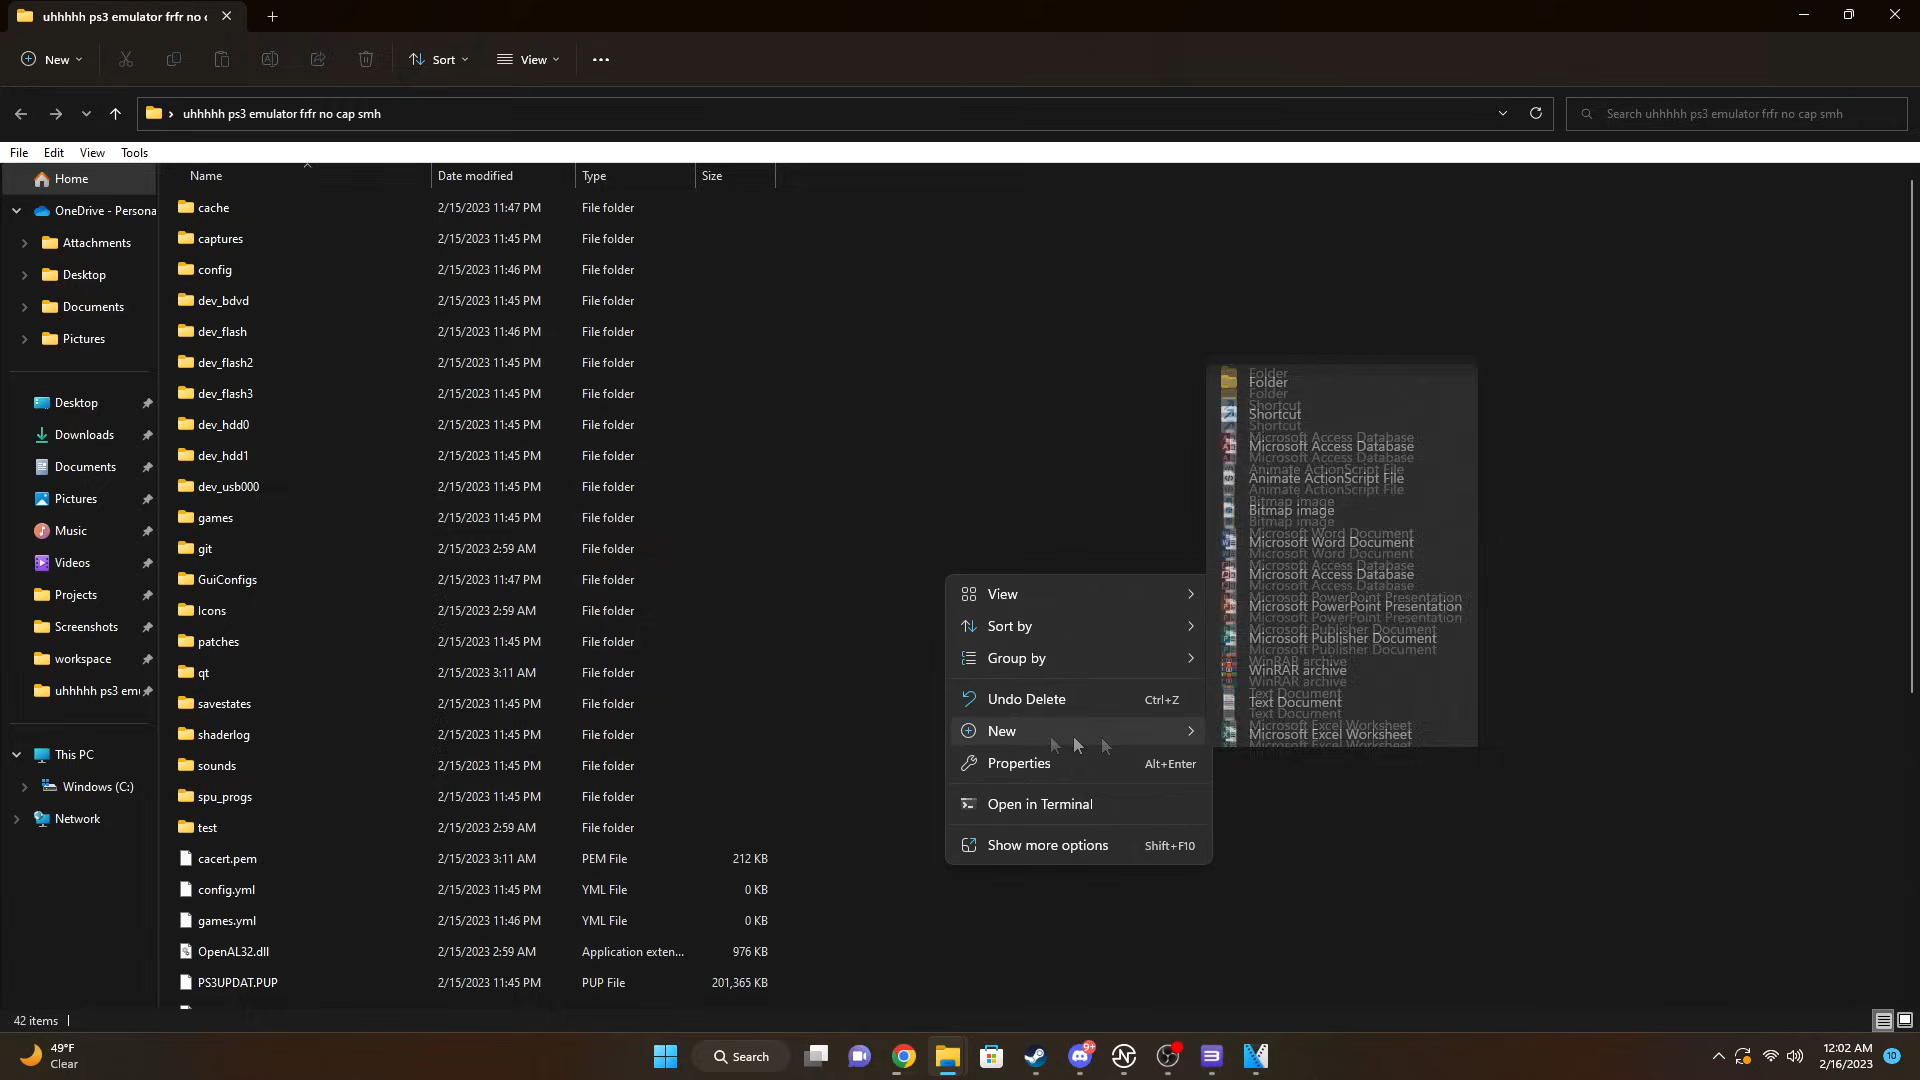 uhhhhh ps3 emulator frfr no c
New
Sort
View
uhhhhh ps3 emulator frfr no cap smh
Search uhhhhh ps3 emulator frfr no cap smh
File Edit View Tools
Name Date modified Type Size
Home
OneDrive - Persona
Attachments
Desktop
Documents
Pictures
Desktop
Downloads
Documents
Pictures
Music
Videos
Projects
Screenshots
workspace
uhhhhh ps3 emu
This PC
Windows (C:)
Network
cache 2/15/2023 11:47 PM File folder
captures 2/15/2023 11:45 PM File folder
config 2/15/2023 11:46 PM File folder
dev_bdvd 2/15/2023 11:45 PM File folder
dev_flash 2/15/2023 11:46 PM File folder
dev_flash2 2/15/2023 11:45 PM File folder
dev_flash3 2/15/2023 11:45 PM File folder
dev_hdd0 2/15/2023 11:45 PM File folder
dev_hdd1 2/15/2023 11:45 PM File folder
dev_usb000 2/15/2023 11:45 PM File folder
games 2/15/2023 11:45 PM File folder
git 2/15/2023 2:59 AM File folder
GuiConfigs 2/15/2023 11:47 PM File folder
Icons 2/15/2023 2:59 AM File folder
patches 2/15/2023 11:45 PM File folder
qt 2/15/2023 3:11 AM File folder
savestates 2/15/2023 11:45 PM File folder
shaderlog 2/15/2023 11:45 PM File folder
sounds 2/15/2023 11:45 PM File folder
spu_progs 2/15/2023 11:45 PM File folder
test 2/15/2023 2:59 AM File folder
cacert.pem 2/15/2023 3:11 AM PEM File 212 KB
config.yml 2/15/2023 11:45 PM YML File 0 KB
games.yml 2/15/2023 11:46 PM YML File 0 KB
OpenAL32.dll 2/15/2023 2:59 AM Application exten... 976 KB
PS3UPDAT.PUP 2/15/2023 11:45 PM PUP File 201,365 KB
View
Sort by
Group by
Undo Delete Ctrl+Z
New
Properties Alt+Enter
Open in Terminal
Show more options Shift+F10
Folder
Shortcut
Microsoft Access Database
Animate ActionScript File
Bitmap image
Microsoft Word Document
Microsoft Access Database
Microsoft PowerPoint Presentation
Microsoft Publisher Document
WinRAR archive
Text Document
Microsoft Excel Worksheet
42 items
49°F
Clear
Search
9+
12:02 AM
2/16/2023
10